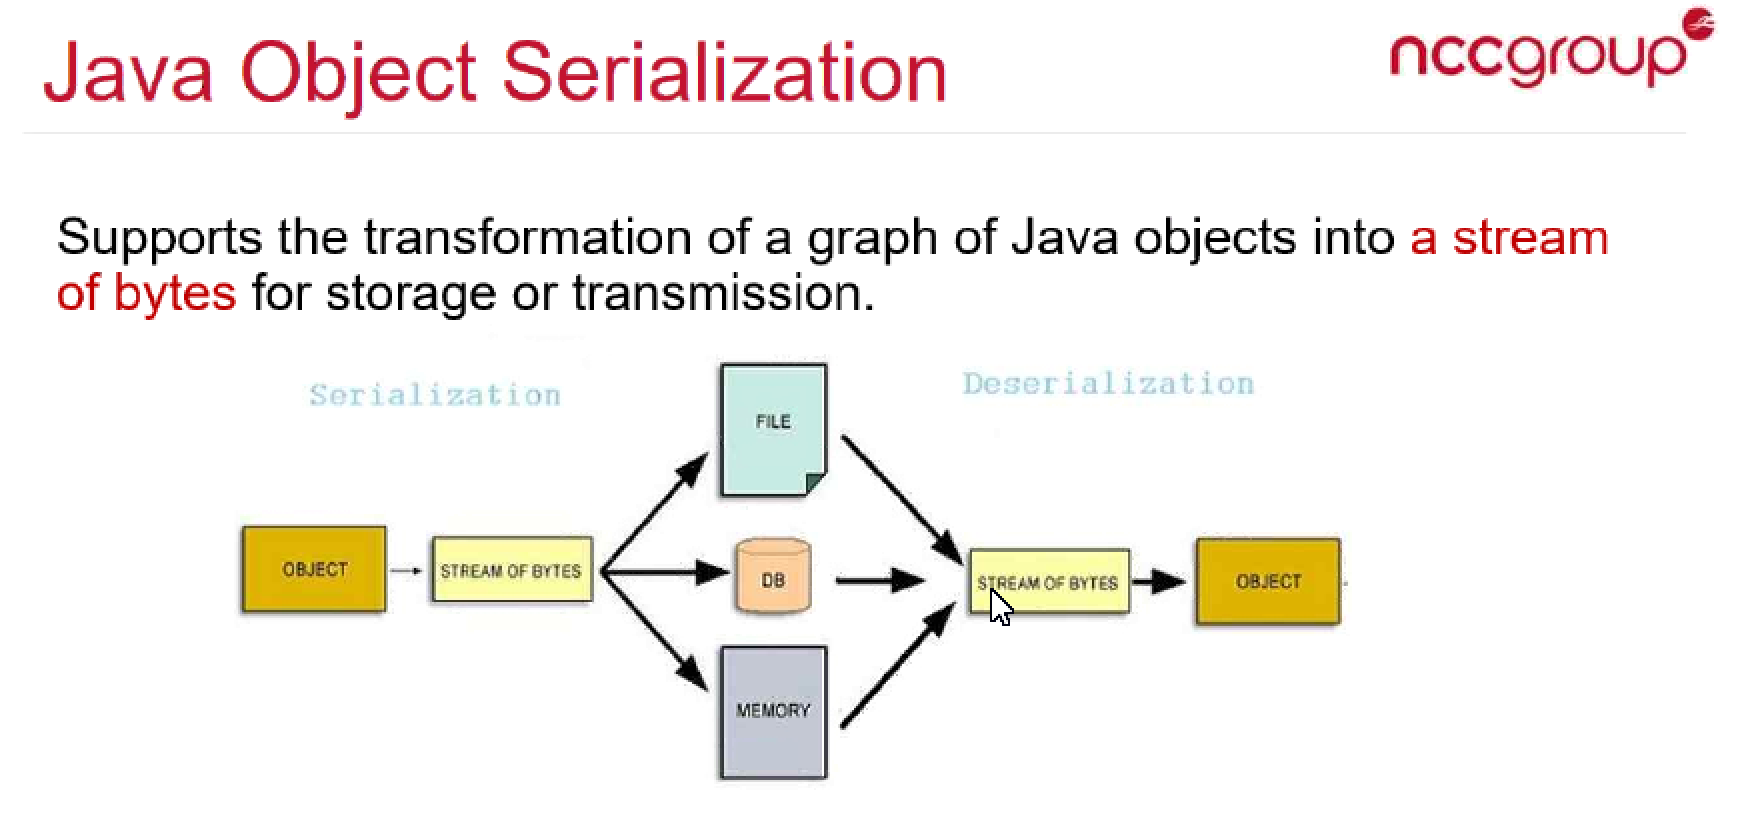 Java Object Serialization
nccgroup
Supports the transformation of a graph of Java objects into a stream
of bytes for storage or transmission.
Serialization
Deserialization
FILE
OBJECT
STREAM OF BYTES
DB
STREAM OF BYTES
OBJECT
MEMORY